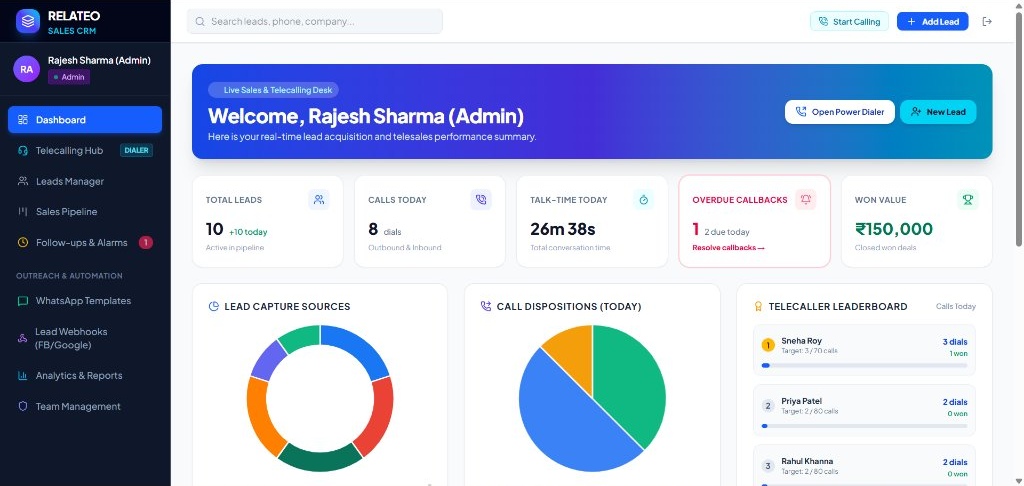 RELATEO
SALES CRM
Search leads, phone, company...
Start Calling
Add Lead
RA
Rajesh Sharma (Admin)
Admin
Dashboard
Telecalling Hub
DIALER
Leads Manager
Sales Pipeline
Follow-ups & Alarms
1
OUTREACH & AUTOMATION
WhatsApp Templates
Lead Webhooks
(FB/Google)
Analytics & Reports
Team Management
Live Sales & Telecalling Desk
Welcome, Rajesh Sharma (Admin)
Here is your real-time lead acquisition and telesales performance summary.
Open Power Dialer
New Lead
TOTAL LEADS
10 +10 today
Active in pipeline
CALLS TODAY
8 dials
Outbound & Inbound
TALK-TIME TODAY
26m 38s
Total conversation time
OVERDUE CALLBACKS
1 2 due today
Resolve callbacks →
WON VALUE
₹150,000
Closed won deals
LEAD CAPTURE SOURCES
CALL DISPOSITIONS (TODAY)
TELECALLER LEADERBOARD
Calls Today
1
Sneha Roy
Target: 3 / 70 calls
3 dials
1 won
2
Priya Patel
Target: 2 / 80 calls
2 dials
0 won
3
Rahul Khanna
Target: 2 / 80 calls
2 dials
0 won